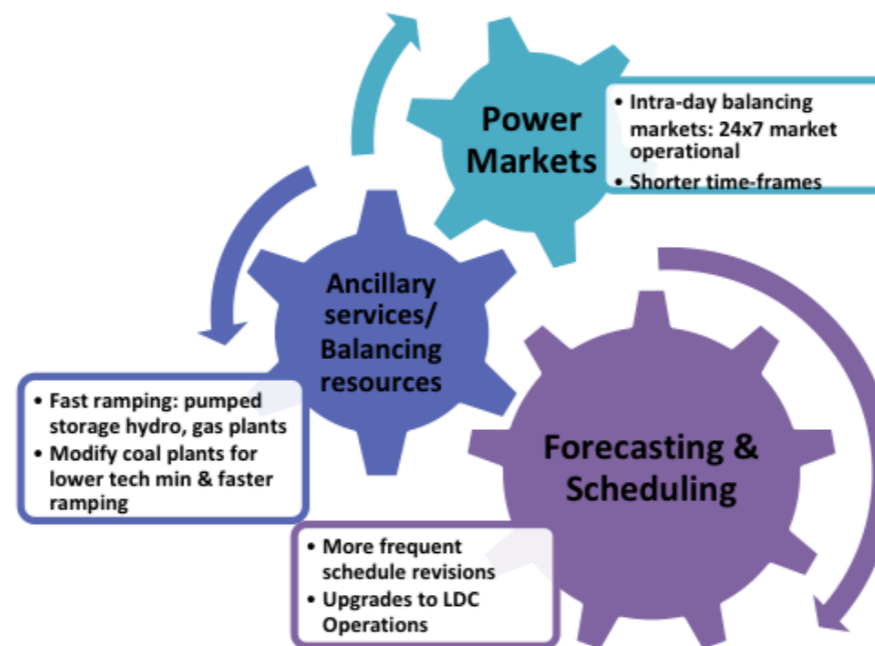 Power
Markets
• Intra-day balancing
markets: 24x7 market
operational
• Shorter time-frames
Ancillary
services/
Balancing
resources
• Fast ramping: pumped
storage hydro, gas plants
• Modify coal plants for
lower tech min & faster
ramping
Forecasting &
Scheduling
• More frequent
schedule revisions
• Upgrades to LDC
Operations